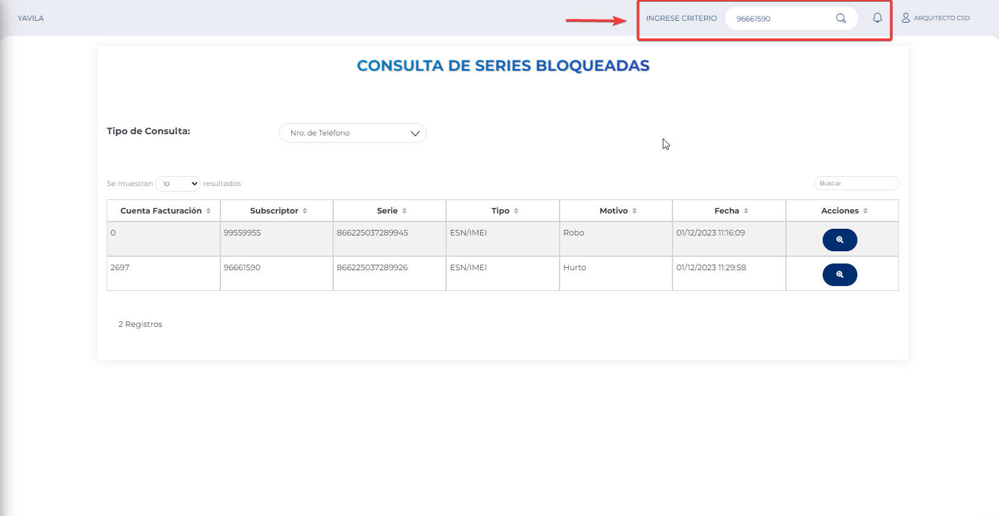 YAVILA
INGRESE CRITERIO 96661590 ARQUITECTO CSD
CONSULTA DE SERIES BLOQUEADAS
Tipo de Consulta: Nro. de Teléfono
Se muestran 10 resultados Buscar
Cuenta Facturación Subscriptor Serie Tipo Motivo Fecha Acciones
0 99559955 866225037289945 ESN/IMEI Robo 01/12/2023 11:16:09
2697 96661590 866225037289926 ESN/IMEI Hurto 01/12/2023 11:29:58
2 Registros